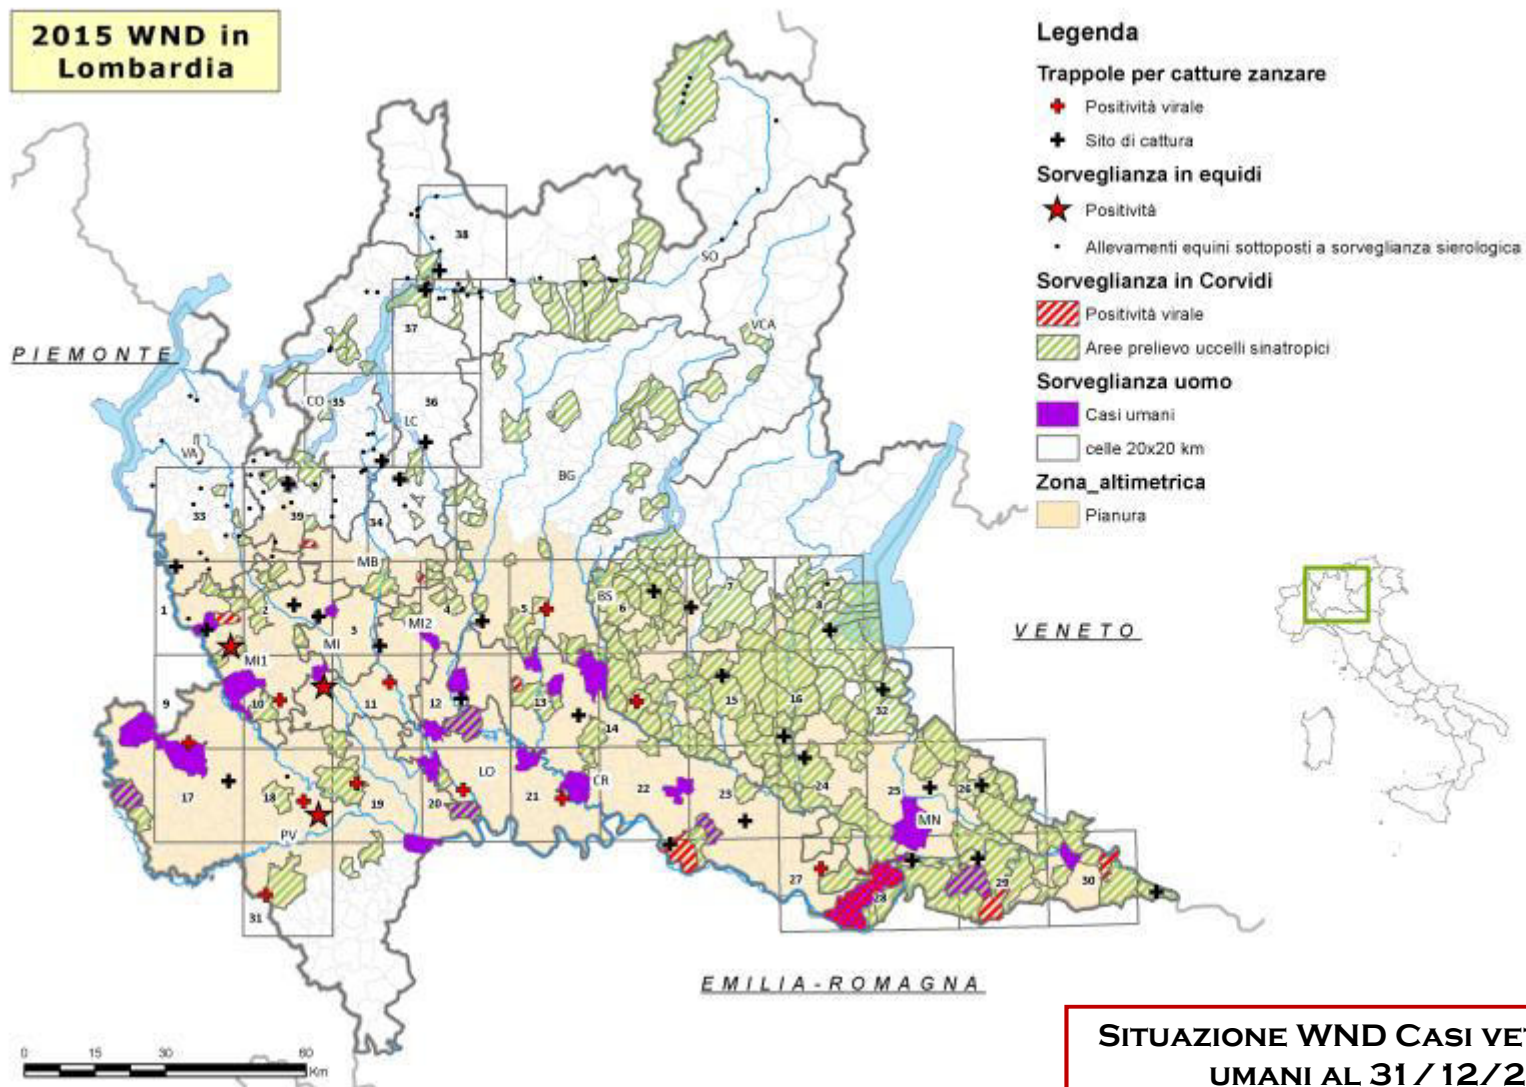 2015 WND in
Lombardia
Legenda
Trappole per catture zanzare
Positività virale
Sito di cattura
Sorveglianza in equidi
Positività
Allevamenti equini sottoposti a sorveglianza sierologica
Sorveglianza in Corvidi
Positività virale
Aree prelievo uccelli sinatropici
Sorveglianza uomo
Casi umani
celle 20x20 km
Zona_altimetrica
Pianura
PIEMONTE
VENETO
EMILIA-ROMAGNA
38
SO
37
VCA
CO 35
36
LC
VA
BG
33
39
34
MB
1
2
3
MI2
4
5
BS
6
7
8
MI
MI1
9
10
11
12
13
14
15
16
32
17
18
19
20
LO
21
CR
22
23
24
25
26
MN
PV
27
28
29
30
31
0 15 30 60
Km
SITUAZIONE WND CASI VE
UMANI AL 31/12/2